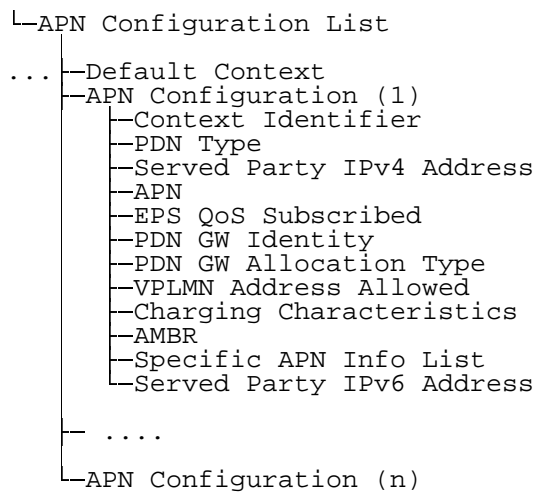 APN Configuration List
... Default Context
APN Configuration (1)
Context Identifier
PDN Type
Served Party IPv4 Address
APN
EPS QoS Subscribed
PDN GW Identity
PDN GW Allocation Type
VPLMN Address Allowed
Charging Characteristics
AMBR
Specific APN Info List
Served Party IPv6 Address
....
APN Configuration (n)